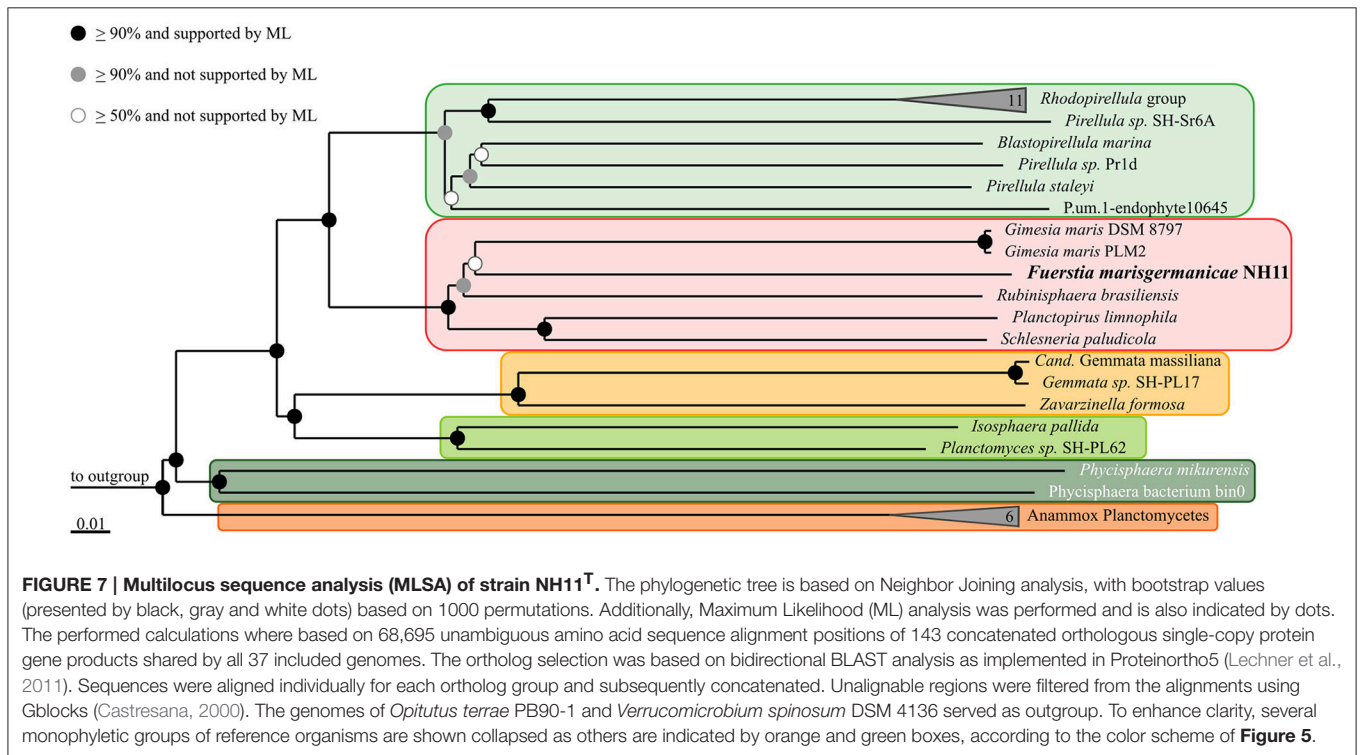 ≥ 90% and supported by ML
≥ 90% and not supported by ML
≥ 50% and not supported by ML
11
Rhodopirellula group
Pirellula sp. SH-Sr6A
Blastopirellula marina
Pirellula sp. Pr1d
Pirellula staleyi
P.um.1-endophyte10645
Gimesia maris DSM 8797
Gimesia maris PLM2
Fuerstia marisgermanicae NH11
Rubinisphaera brasiliensis
Planctopirus limnophila
Schlesneria paludicola
Cand. Gemmata massiliana
Gemmata sp. SH-PL17
Zavarzinella formosa
Isosphaera pallida
Planctomyces sp. SH-PL62
Phycisphaera mikurensis
Phycisphaera bacterium bin0
6 Anammox Planctomycetes
to outgroup
0.01
FIGURE 7 | Multilocus sequence analysis (MLSA) of strain NH11T. The phylogenetic tree is based on Neighbor Joining analysis, with bootstrap values
(presented by black, gray and white dots) based on 1000 permutations. Additionally, Maximum Likelihood (ML) analysis was performed and is also indicated by dots.
The performed calculations where based on 68,695 unambiguous amino acid sequence alignment positions of 143 concatenated orthologous single-copy protein
gene products shared by all 37 included genomes. The ortholog selection was based on bidirectional BLAST analysis as implemented in Proteinortho5 (Lechner et al.,
2011). Sequences were aligned individually for each ortholog group and subsequently concatenated. Unalignable regions were filtered from the alignments using
Gblocks (Castresana, 2000). The genomes of Opitutus terrae PB90-1 and Verrucomicrobium spinosum DSM 4136 served as outgroup. To enhance clarity, several
monophyletic groups of reference organisms are shown collapsed as others are indicated by orange and green boxes, according to the color scheme of Figure 5.